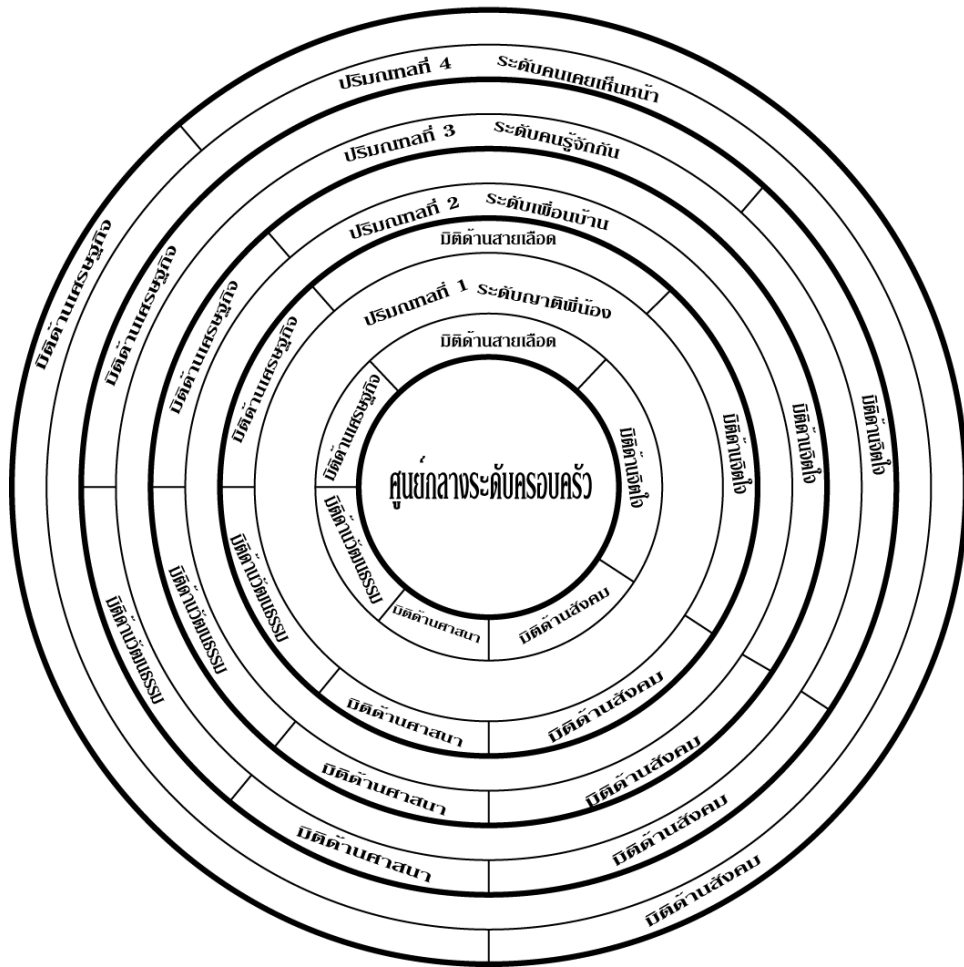 ปริมณฑลที่ 4 ระดับคนเคยเห็นหน้า
ปริมณฑลที่ 3 ระดับคนรู้จักกัน
ปริมณฑลที่ 2 ระดับเพื่อนบ้าน
มิติด้านสายเลือด
ปริมณฑลที่ 1 ระดับญาติพี่น้อง
มิติด้านสายเลือด
มิติด้านเศรษฐกิจ
มิติด้านเศรษฐกิจ
มิติด้านเศรษฐกิจ
มิติด้านเศรษฐกิจ
มิติด้านเศรษฐกิจ
มิติด้านจิตใจ
มิติด้านจิตใจ
มิติด้านจิตใจ
มิติด้านจิตใจ
ศูนย์กลางระดับครอบครัว
มิติด้านวัฒนธรรม
มิติด้านวัฒนธรรม
มิติด้านวัฒนธรรม
มิติด้านวัฒนธรรม
มิติด้านศาสนา
มิติด้านสังคม
มิติด้านศาสนา
มิติด้านสังคม
มิติด้านศาสนา
มิติด้านสังคม
มิติด้านศาสนา
มิติด้านสังคม
มิติด้านสังคม